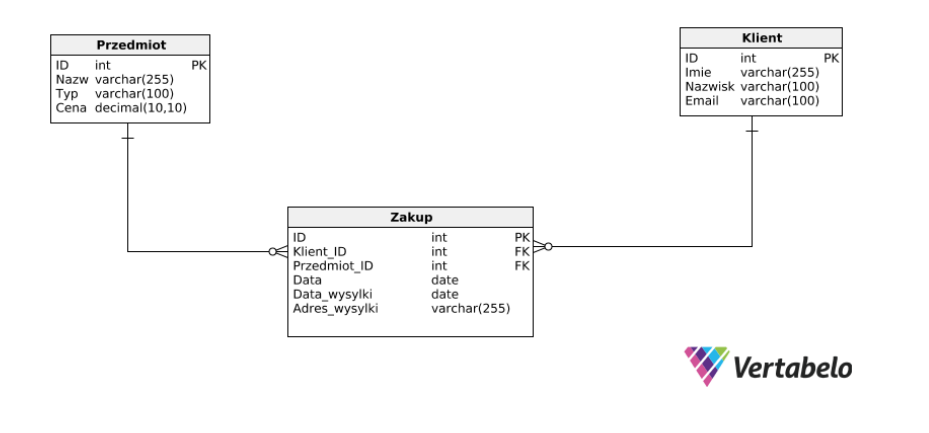 Przedmiot
ID int PK
Nazw varchar(255)
Typ varchar(100)
Cena decimal(10,10)
Klient
ID int PK
Imie varchar(255)
Nazwisk varchar(100)
Email varchar(100)
Zakup
ID int PK
Klient_ID int FK
Przedmiot_ID int FK
Data date
Data_wysylki date
Adres_wysylki varchar(255)
Vertabelo